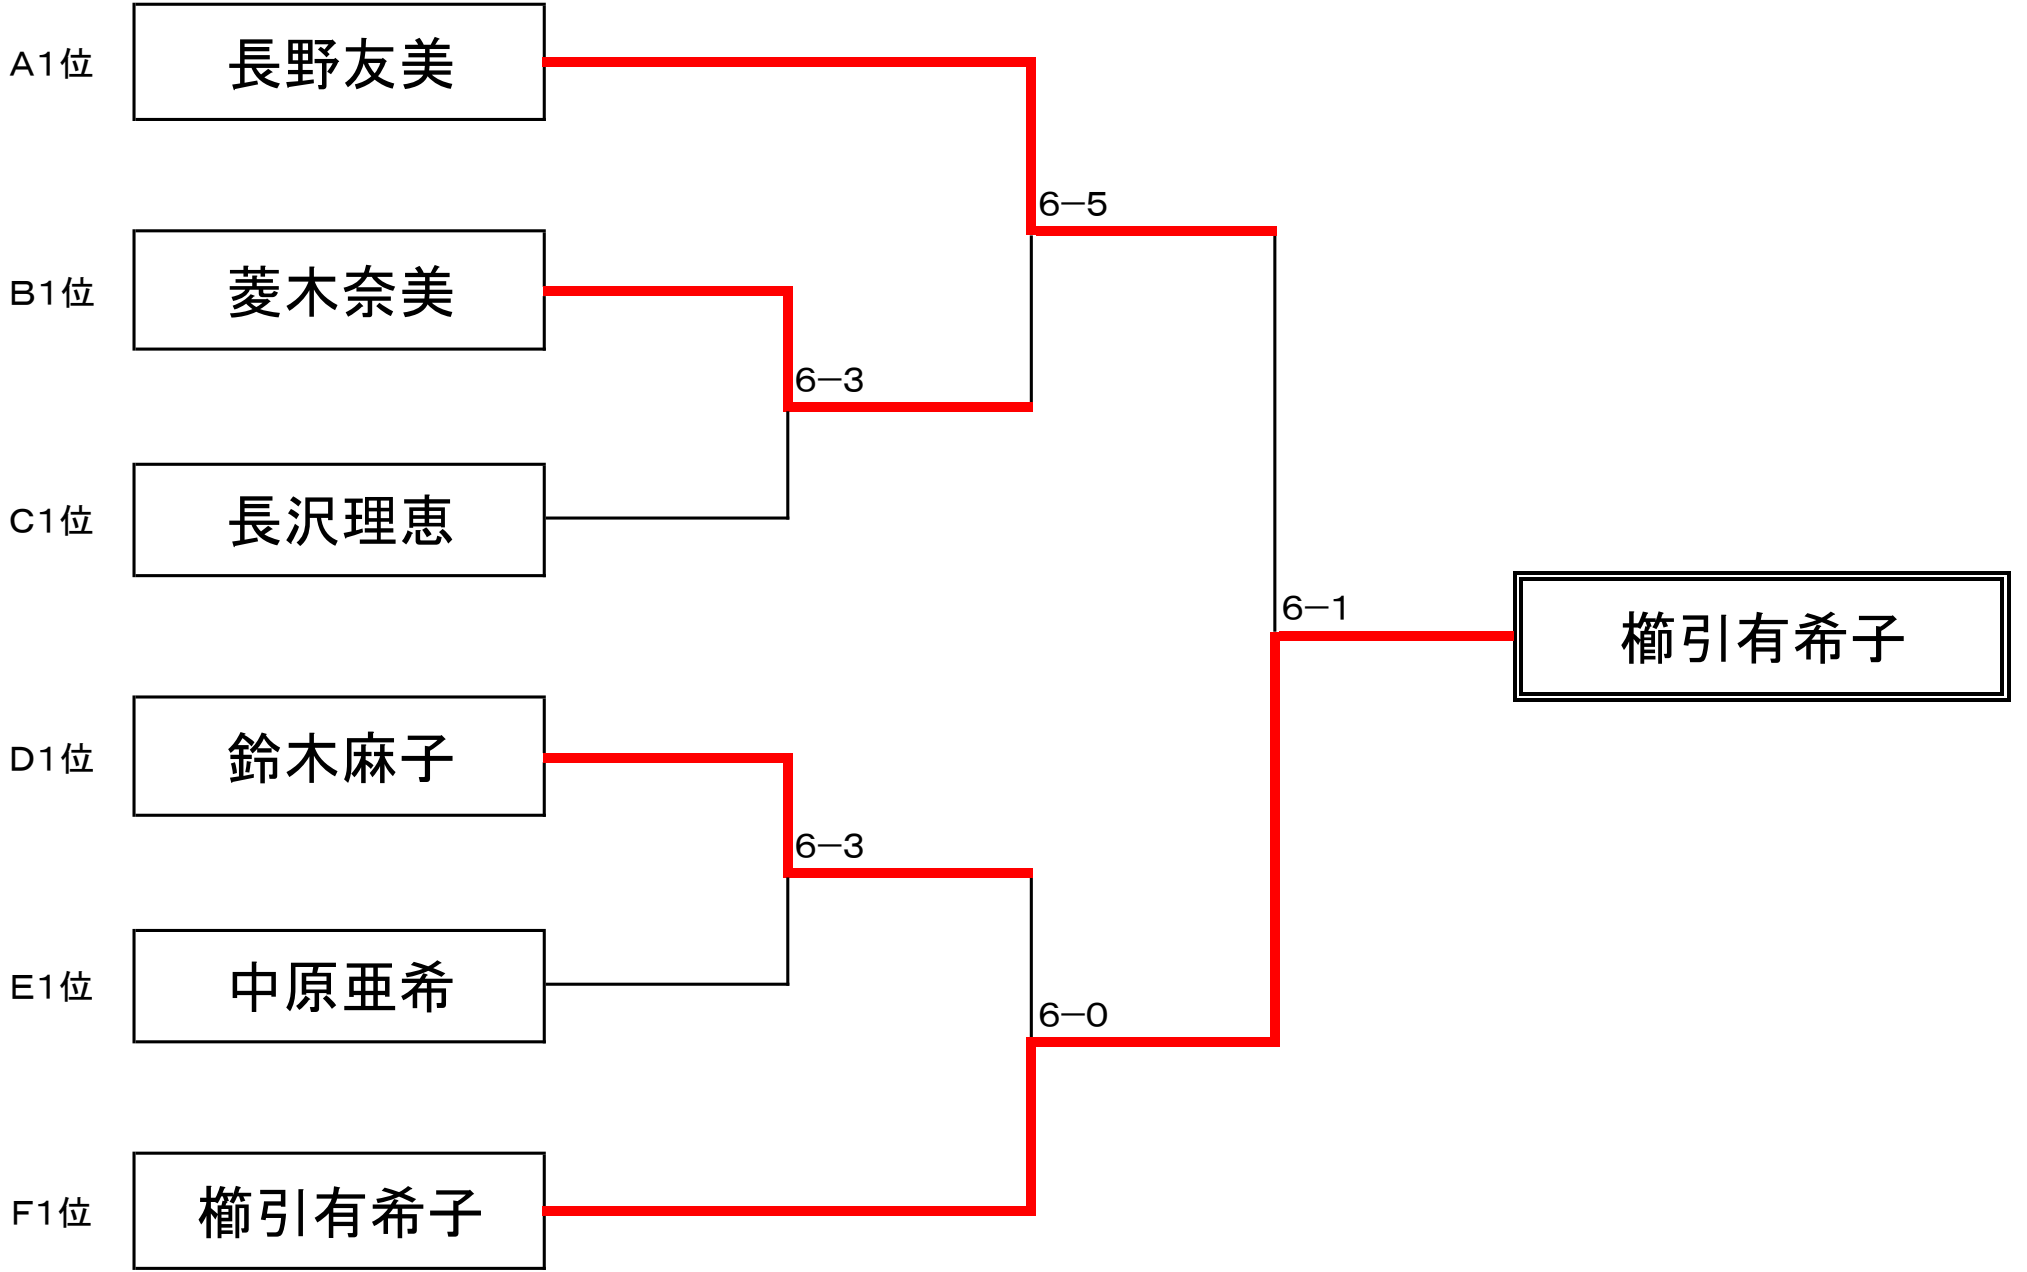 A1位 長野友美
6−5
B1位 菱木奈美
6−3
C1位 長沢理恵
6−1
櫛引有希子
D1位 鈴木麻子
6−3
E1位 中原亜希
6−0
F1位 櫛引有希子